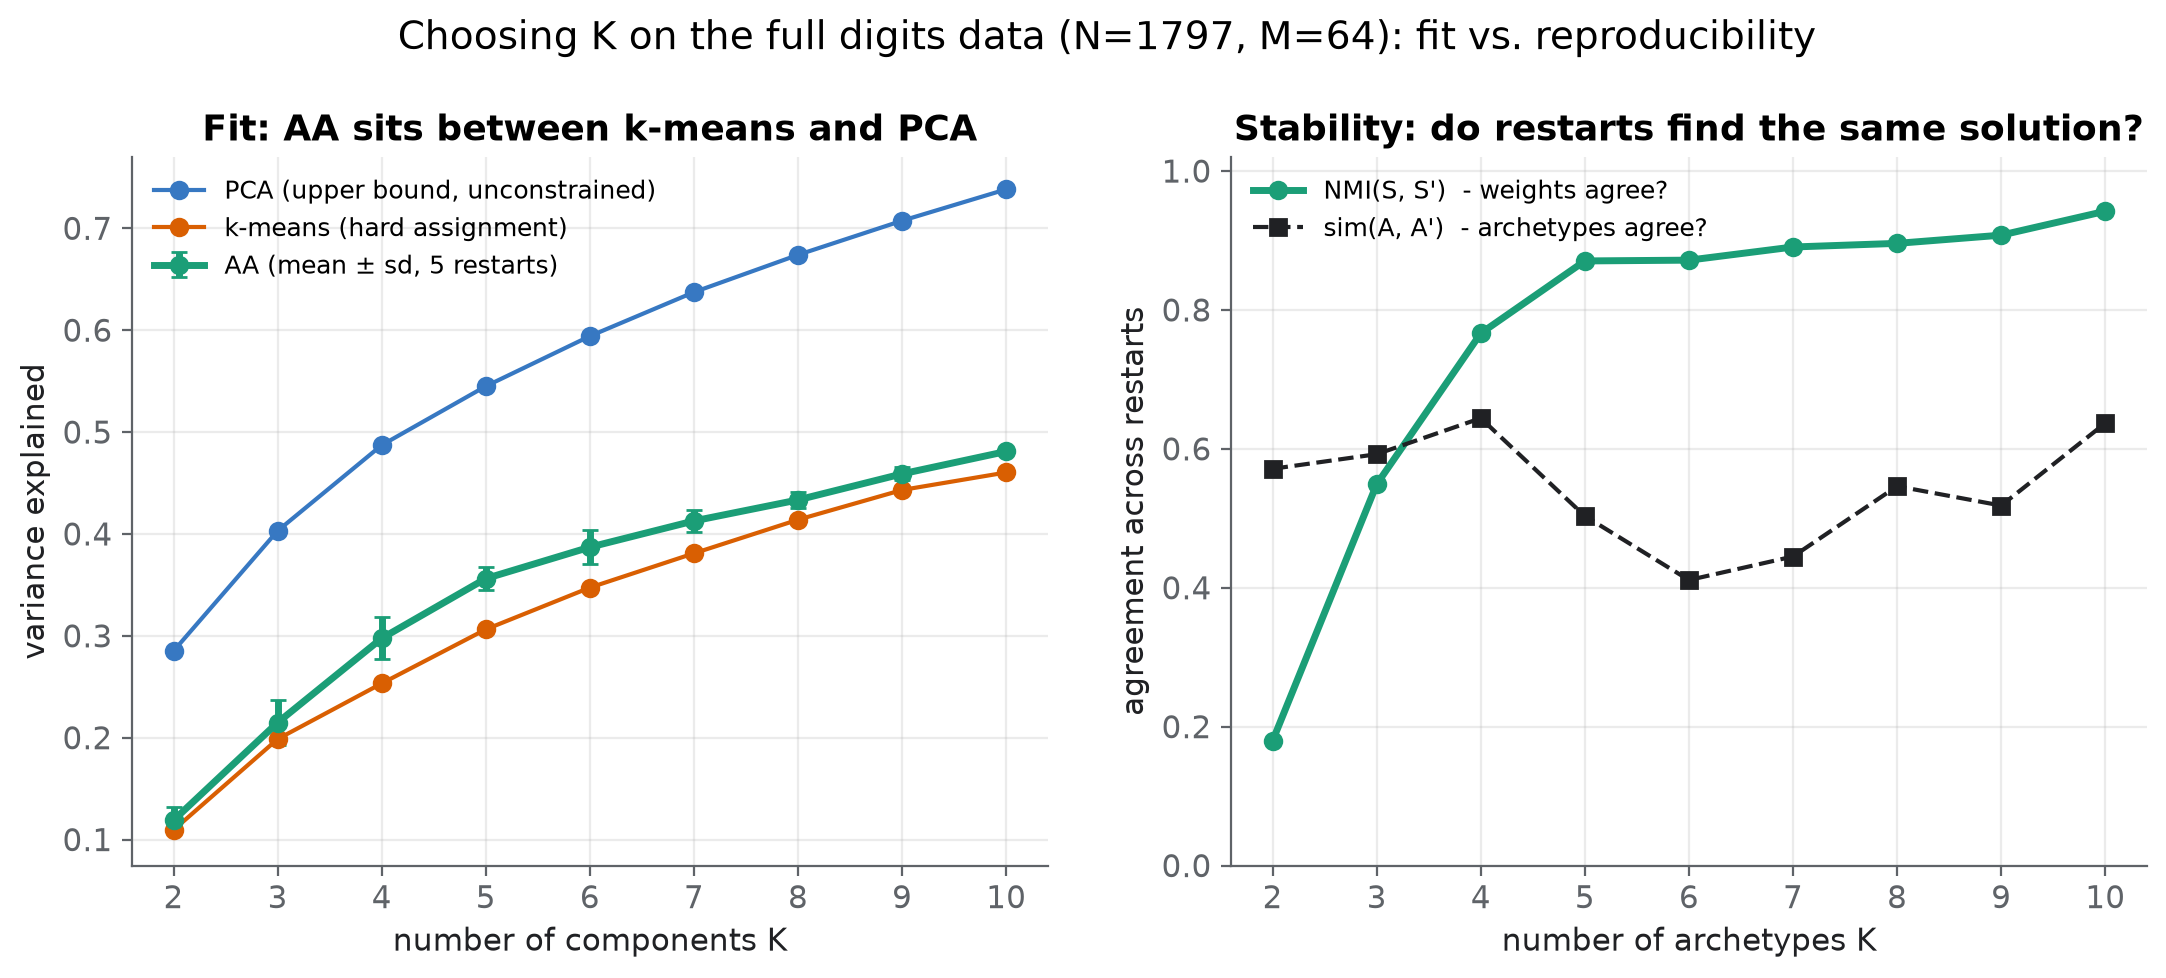 Choosing K on the full digits data (N=1797, M=64): fit vs. reproducibility
Fit: AA sits between k-means and PCA
PCA (upper bound, unconstrained)
k-means (hard assignment)
AA (mean ± sd, 5 restarts)
variance explained
0.7
0.6
0.5
0.4
0.3
0.2
0.1
2 3 4 5 6 7 8 9 10
number of components K
Stability: do restarts find the same solution?
NMI(S, S')  - weights agree?
sim(A, A')  - archetypes agree?
agreement across restarts
1.0
0.8
0.6
0.4
0.2
0.0
2 3 4 5 6 7 8 9 10
number of archetypes K